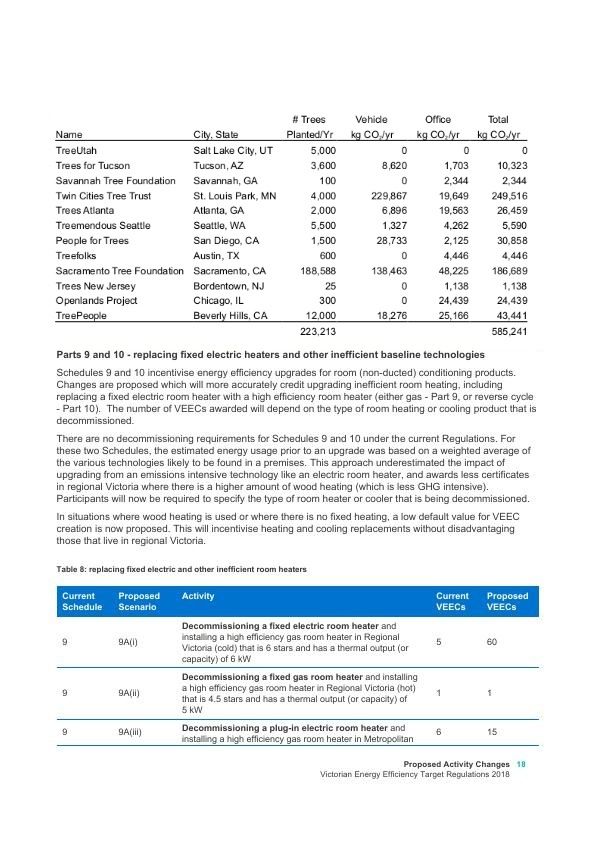 # Trees Vehicle Office Total
Name City, State Planted/Yr kg CO₂/yr kg CO₂/yr kg CO₂/yr
TreeUtah Salt Lake City, UT 5,000 0 0 0
Trees for Tucson Tucson, AZ 3,600 8,620 1,703 10,323
Savannah Tree Foundation Savannah, GA 100 0 2,344 2,344
Twin Cities Tree Trust St. Louis Park, MN 4,000 229,867 19,649 249,516
Trees Atlanta Atlanta, GA 2,000 6,896 19,563 26,459
Treemendous Seattle Seattle, WA 5,500 1,327 4,262 5,590
People for Trees San Diego, CA 1,500 28,733 2,125 30,858
Treefolks Austin, TX 600 0 4,446 4,446
Sacramento Tree Foundation Sacramento, CA 188,588 138,463 48,225 186,689
Trees New Jersey Bordentown, NJ 25 0 1,138 1,138
Openlands Project Chicago, IL 300 0 24,439 24,439
TreePeople Beverly Hills, CA 12,000 18,276 25,166 43,441
223,213 585,241
Parts 9 and 10 - replacing fixed electric heaters and other inefficient baseline technologies
Schedules 9 and 10 incentivise energy efficiency upgrades for room (non-ducted) conditioning products.
Changes are proposed which will more accurately credit upgrading inefficient room heating, including
replacing a fixed electric room heater with a high efficiency room heater (either gas - Part 9, or reverse cycle
- Part 10). The number of VEECs awarded will depend on the type of room heating or cooling product that is
decommissioned.
There are no decommissioning requirements for Schedules 9 and 10 under the current Regulations. For
these two Schedules, the estimated energy usage prior to an upgrade was based on a weighted average of
the various technologies likely to be found in a premises. This approach underestimated the impact of
upgrading from an emissions intensive technology like an electric room heater, and awards less certificates
in regional Victoria where there is a higher amount of wood heating (which is less GHG intensive).
Participants will now be required to specify the type of room heater or cooler that is being decommissioned.
In situations where wood heating is used or where there is no fixed heating, a low default value for VEEC
creation is now proposed. This will incentivise heating and cooling replacements without disadvantaging
those that live in regional Victoria.
Table 8: replacing fixed electric and other inefficient room heaters
Current Proposed Activity Current Proposed
Schedule Scenario VEECs VEECs
Decommissioning a fixed electric room heater and
installing a high efficiency gas room heater in Regional
9 9A(i) Victoria (cold) that is 6 stars and has a thermal output (or 5 60
capacity) of 6 kW
Decommissioning a fixed gas room heater and installing
a high efficiency gas room heater in Regional Victoria (hot)
9 9A(ii) that is 4.5 stars and has a thermal output (or capacity) of 1 1
5 kW
Decommissioning a plug-in electric room heater and
9 9A(iii) installing a high efficiency gas room heater in Metropolitan 6 15
Proposed Activity Changes 18
Victorian Energy Efficiency Target Regulations 2018